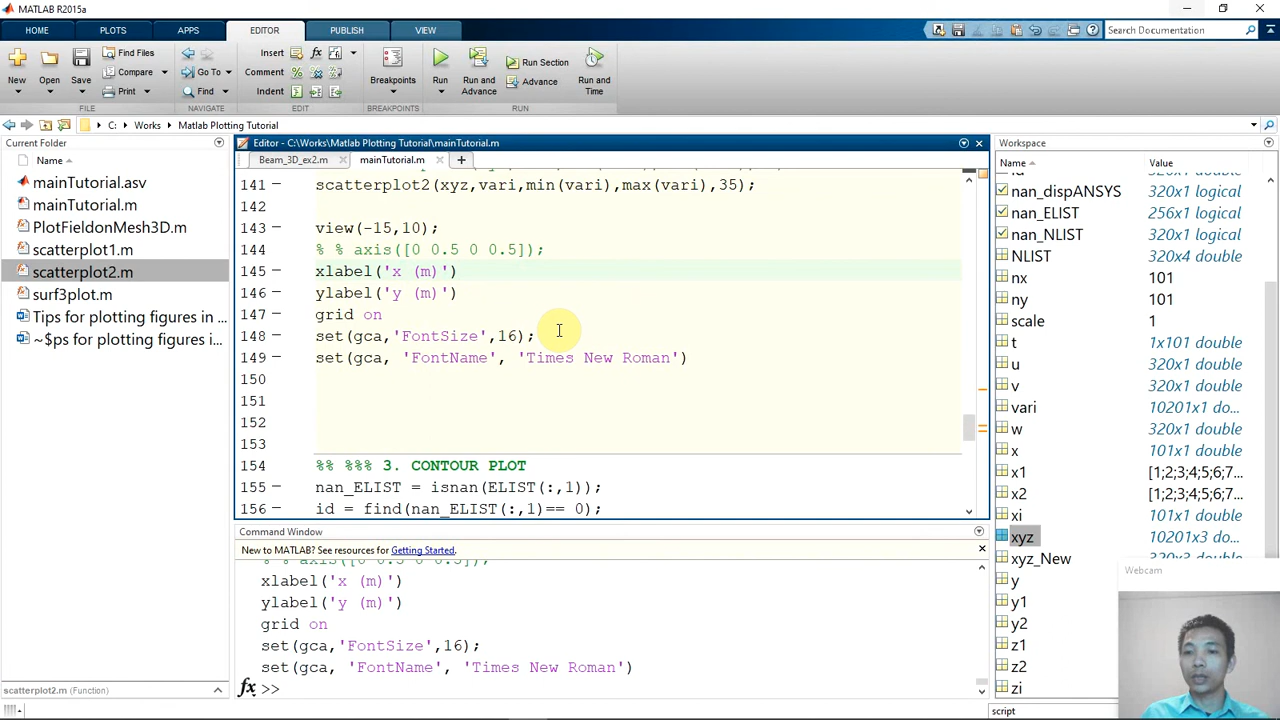 MATLAB R2015a
HOME
PLOTS
APPS
EDITOR
PUBLISH
VIEW
Search Documentation
New
Open
Save
Find Files
Compare
Print
Go To
Find
Insert
Comment
Indent
Breakpoints
Run
Run and Advance
Run Section
Advance
Run and Time
FILE
NAVIGATE
EDIT
BREAKPOINTS
RUN
C: Works Matlab Plotting Tutorial
Current Folder
Name
mainTutorial.asv
mainTutorial.m
PlotFieldonMesh3D.m
scatterplot1.m
scatterplot2.m
surf3plot.m
Tips for plotting figures in ...
~$ps for plotting figures i...
scatterplot2.m (Function)
Editor - C:\Works\Matlab Plotting Tutorial\mainTutorial.m
Beam_3D_ex2.m
mainTutorial.m
141 scatterplot2(xyz,vari,min(vari),max(vari),35);
142
143 view(-15,10);
144 % % axis([0 0.5 0 0.5]);
145 xlabel('x (m)')
146 ylabel('y (m)')
147 grid on
148 set(gca,'FontSize',16);
149 set(gca, 'FontName', 'Times New Roman')
150
151
152
153
154 %% %%% 3. CONTOUR PLOT
155 nan_ELIST = isnan(ELIST(:,1));
156 id = find(nan_ELIST(:,1)== 0);
Command Window
New to MATLAB? See resources for Getting Started.
% % axis([0 0.5 0 0.5]);
xlabel('x (m)')
ylabel('y (m)')
grid on
set(gca,'FontSize',16);
set(gca, 'FontName', 'Times New Roman')
fx >>
Workspace
Name Value
nan_dispANSYS 320x1 logical
nan_ELIST 256x1 logical
nan_NLIST 320x1 logical
NLIST 320x4 double
nx 101
ny 101
scale 1
t 1x101 double
u 320x1 double
v 320x1 double
vari 10201x1 do...
w 320x1 double
x 320x1 double
x1 [1;2;3;4;5;6;7...
x2 [1;2;3;4;5;6;7...
xi 101x1 double
xyz 10201x3 do...
xyz_New 320x3 double
y
y1
y2
z1
z2
zi
Webcam
script